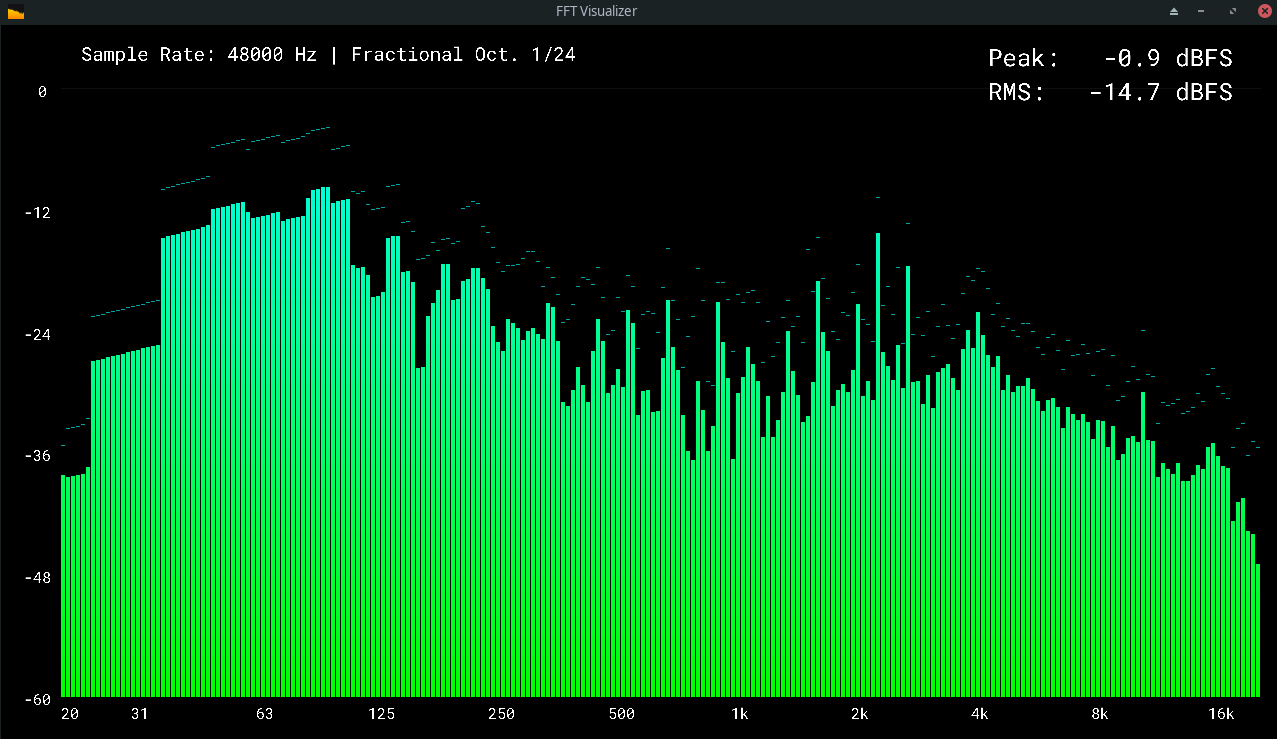 FFT Visualizer
Sample Rate: 48000 Hz | Fractional Oct. 1/24
Peak: -0.9 dBFS
RMS: -14.7 dBFS
0
-12
-24
-36
-48
-60
20 31 63 125 250 500 1k 2k 4k 8k 16k